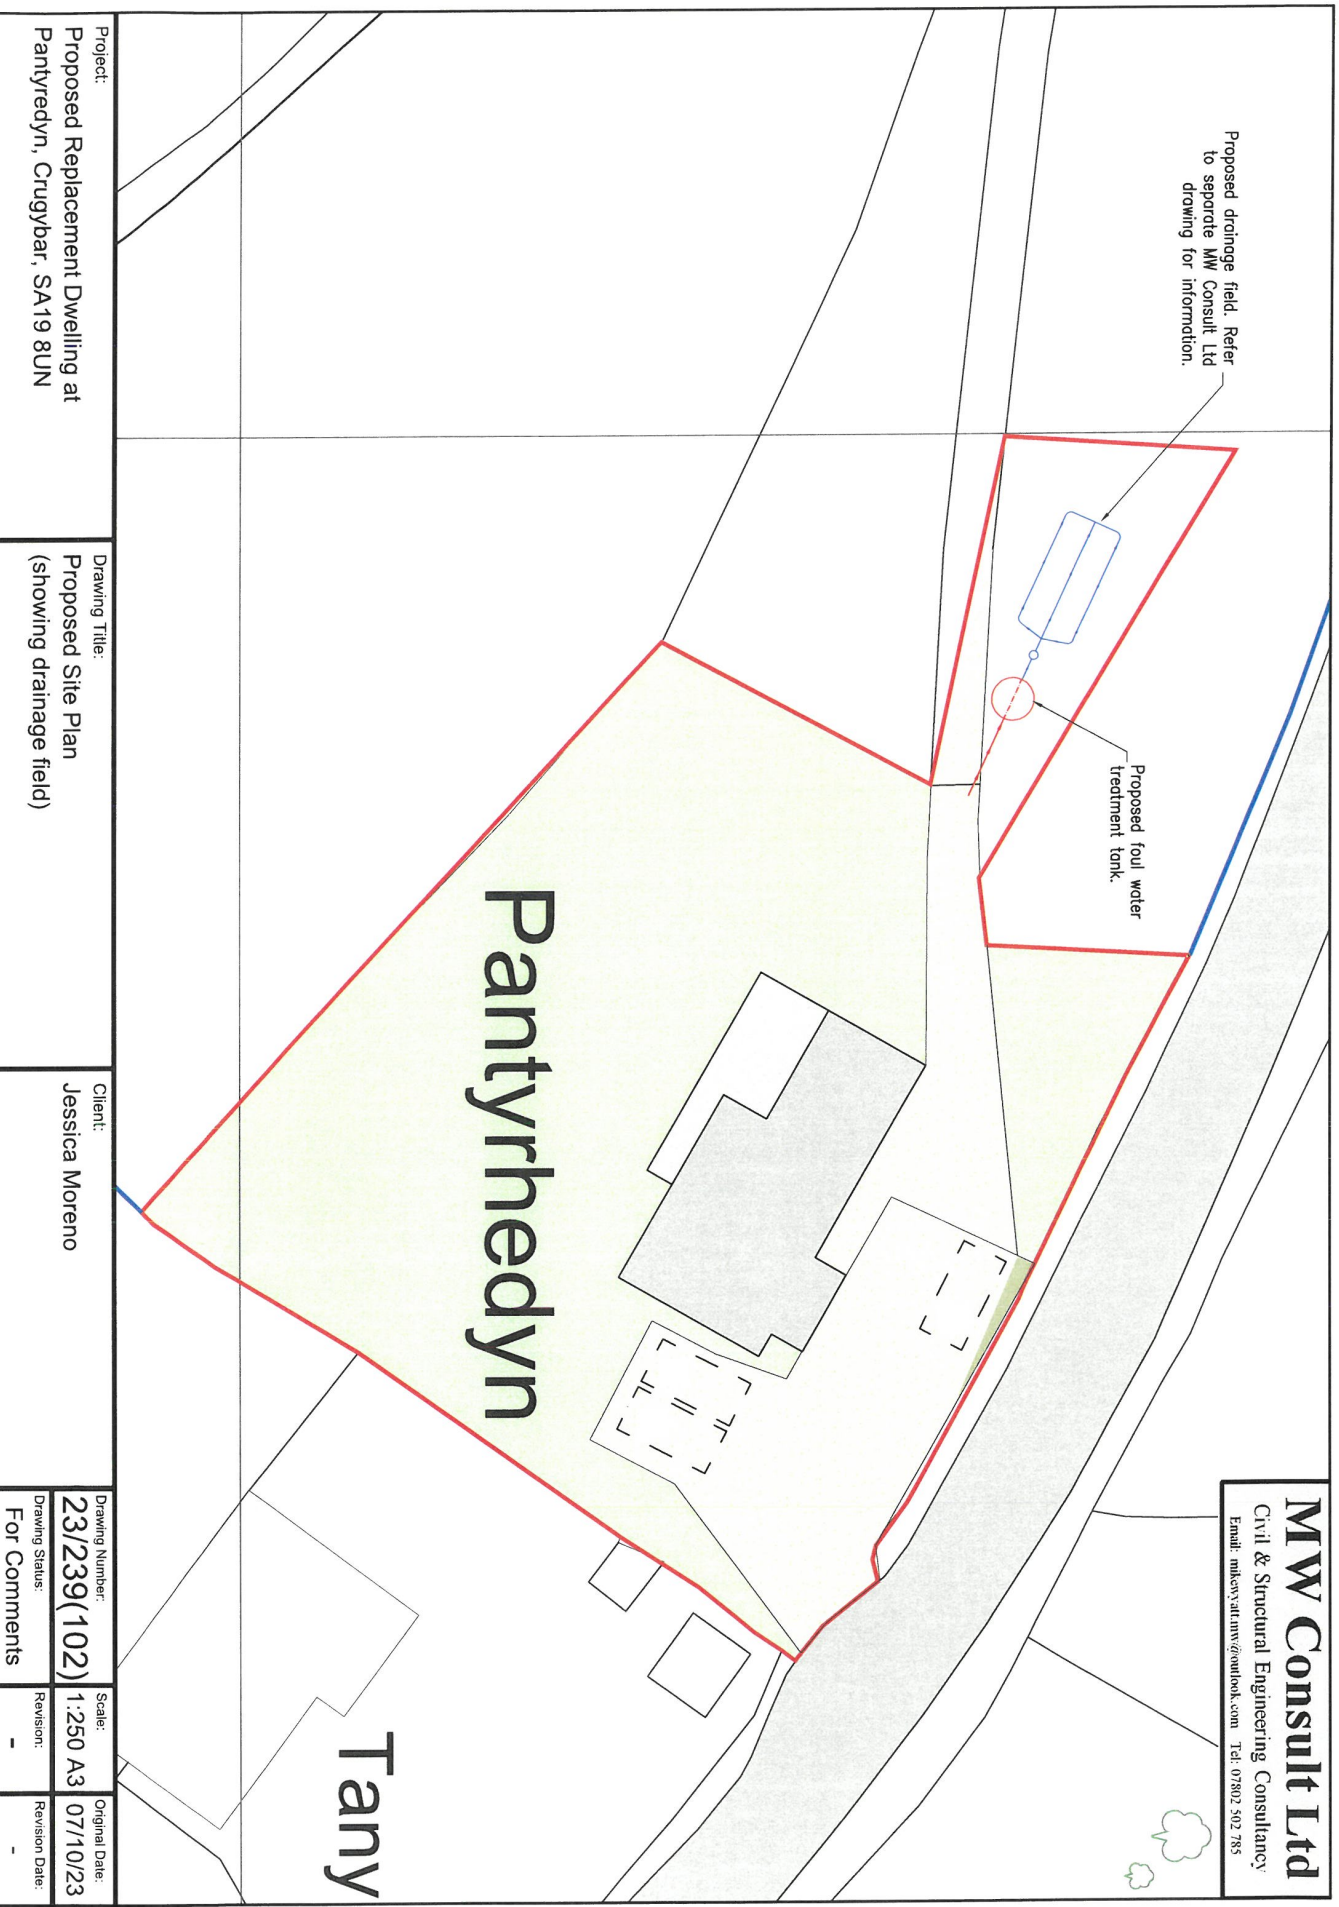 MW Consult Ltd
Civil & Structural Engineering Consultancy
Email: mikewyatt.mw@outlook.com Tel: 07802 502 785
Proposed drainage field. Refer
to separate MW Consult Ltd
drawing for information.
Proposed foul water
treatment tank.
Pantyrhedyn
Tany
Project:
Proposed Replacement Dwelling at
Pantyredyn, Crugybar, SA19 8UN
Drawing Title:
Proposed Site Plan
(showing drainage field)
Client:
Jessica Moreno
Drawing Number:
23/239(102)
Scale:
1:250 A3
Original Date:
07/10/23
Drawing Status:
For Comments
Revision:
-
Revision Date:
-